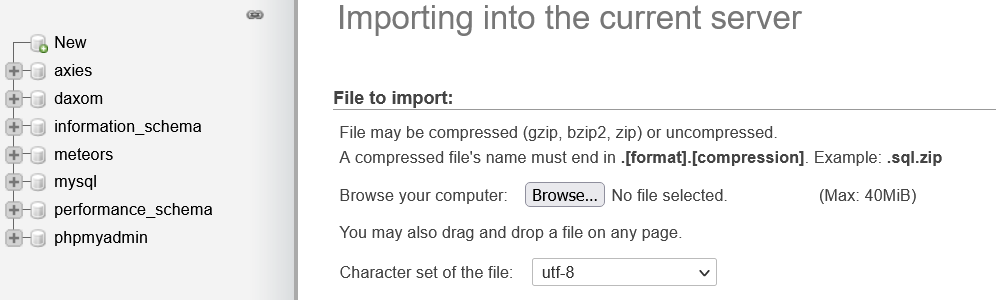 New
axies
daxom
information_schema
meteors
mysql
performance_schema
phpmyadmin
Importing into the current server
File to import:
File may be compressed (gzip, bzip2, zip) or uncompressed.
A compressed file's name must end in .[format].[compression]. Example: .sql.zip
Browse your computer: Browse... No file selected. (Max: 40MiB)
You may also drag and drop a file on any page.
Character set of the file: utf-8